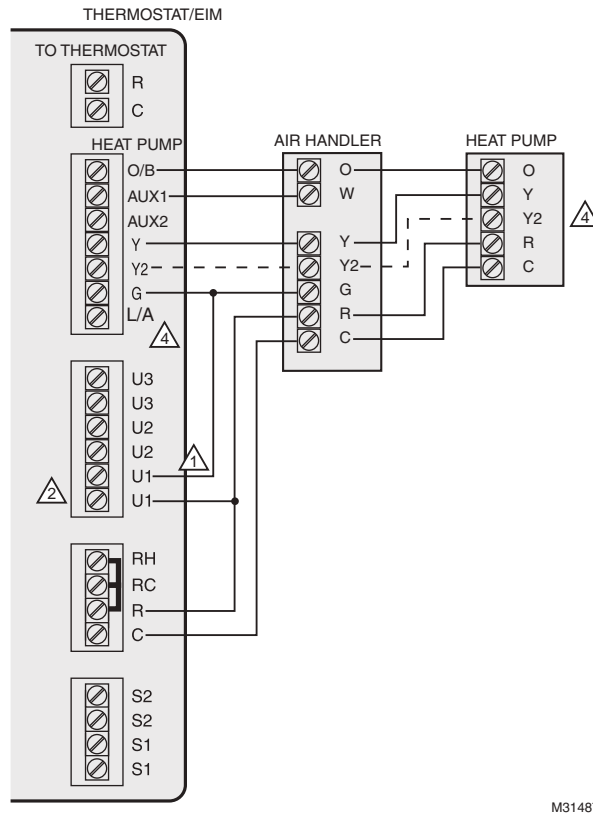 THERMOSTAT/EIM
TO THERMOSTAT
R
C
HEAT PUMP
O/B
AUX1
AUX2
Y
Y2
G
L/A
4
U3
U3
U2
U2
U1
1
U1
2
RH
RC
R
C
S2
S2
S1
S1
AIR HANDLER
O
W
Y
Y2
G
R
C
HEAT PUMP
O
Y
Y2
R
C
4